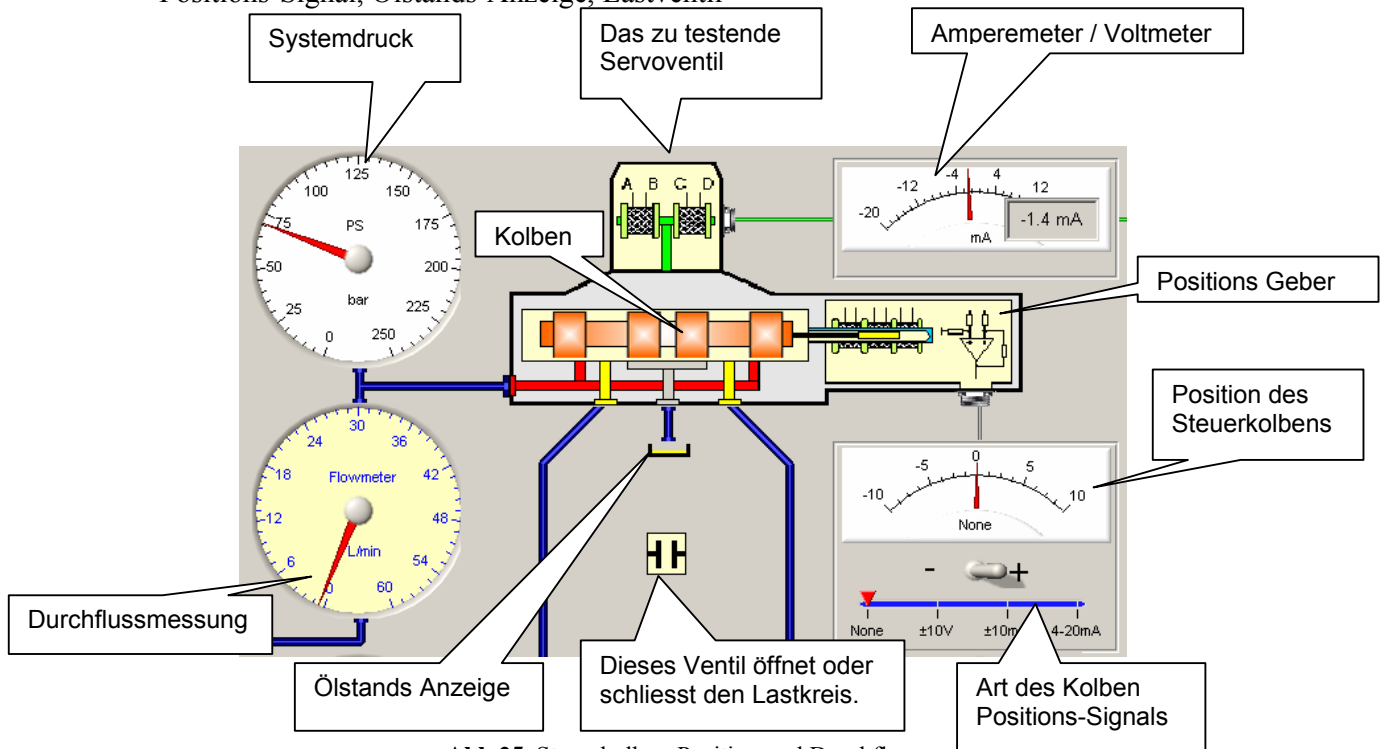 Positions-Signal, Ölstands-Anzeige, Lastventil
Systemdruck
Das zu testende
Servoventil
Amperemeter / Voltmeter
125
100
150
75
PS
175
50
200
bar
25
225
0
250
A B C D
-4 4
-12 12
-20
-1.4 mA
mA
Kolben
Positions Geber
Position des
Steuerkolbens
30
24
36
18
Flowmeter
42
12
48
L/min
6
54
0
60
0
-5
5
-10
10
None
- +
None
±10V
±10m
4-20mA
Durchflussmessung
Ölstands Anzeige
Dieses Ventil öffnet oder
schliesst den Lastkreis.
Art des Kolben
Positions-Signals